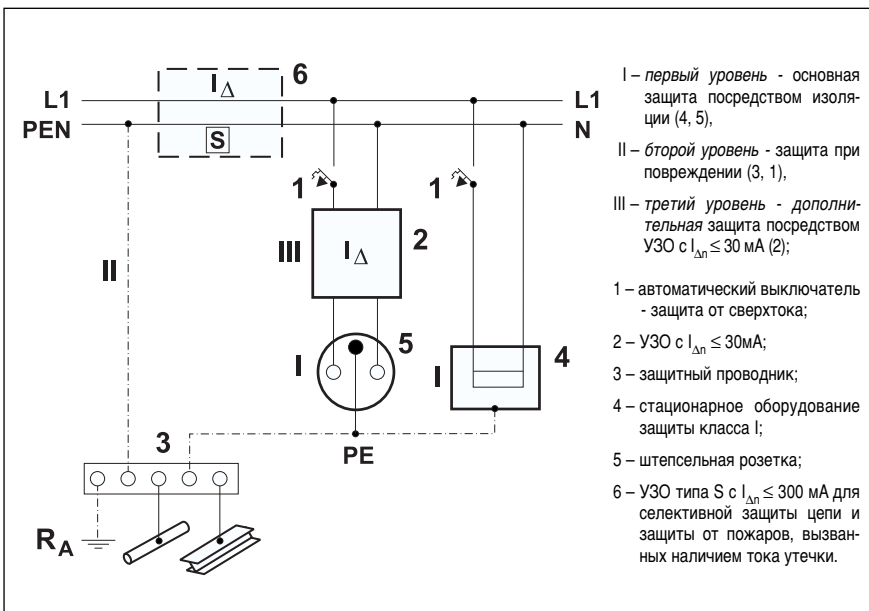 I Δ
6
L1
L1
PEN
N
S
1
1
III
I Δ
2
II
I
5
I
4
3
PE
R A
I – первый уровень - основная
защита посредством изоля-
ции (4, 5),
II – бторой уровень - защита при
повреждении (3, 1),
III – третий уровень - дополни-
тельная защита посредством
УЗО с I Δn ≤ 30 мА (2);
1 – автоматический выключатель
- защита от сверхтока;
2 – УЗО с I Δn ≤ 30мА;
3 – защитный проводник;
4 – стационарное оборудование
защиты класса I;
5 – штепсельная розетка;
6 – УЗО типа S с I Δn ≤ 300 мА для
селективной защиты цепи и
защиты от пожаров, вызван-
ных наличием тока утечки.